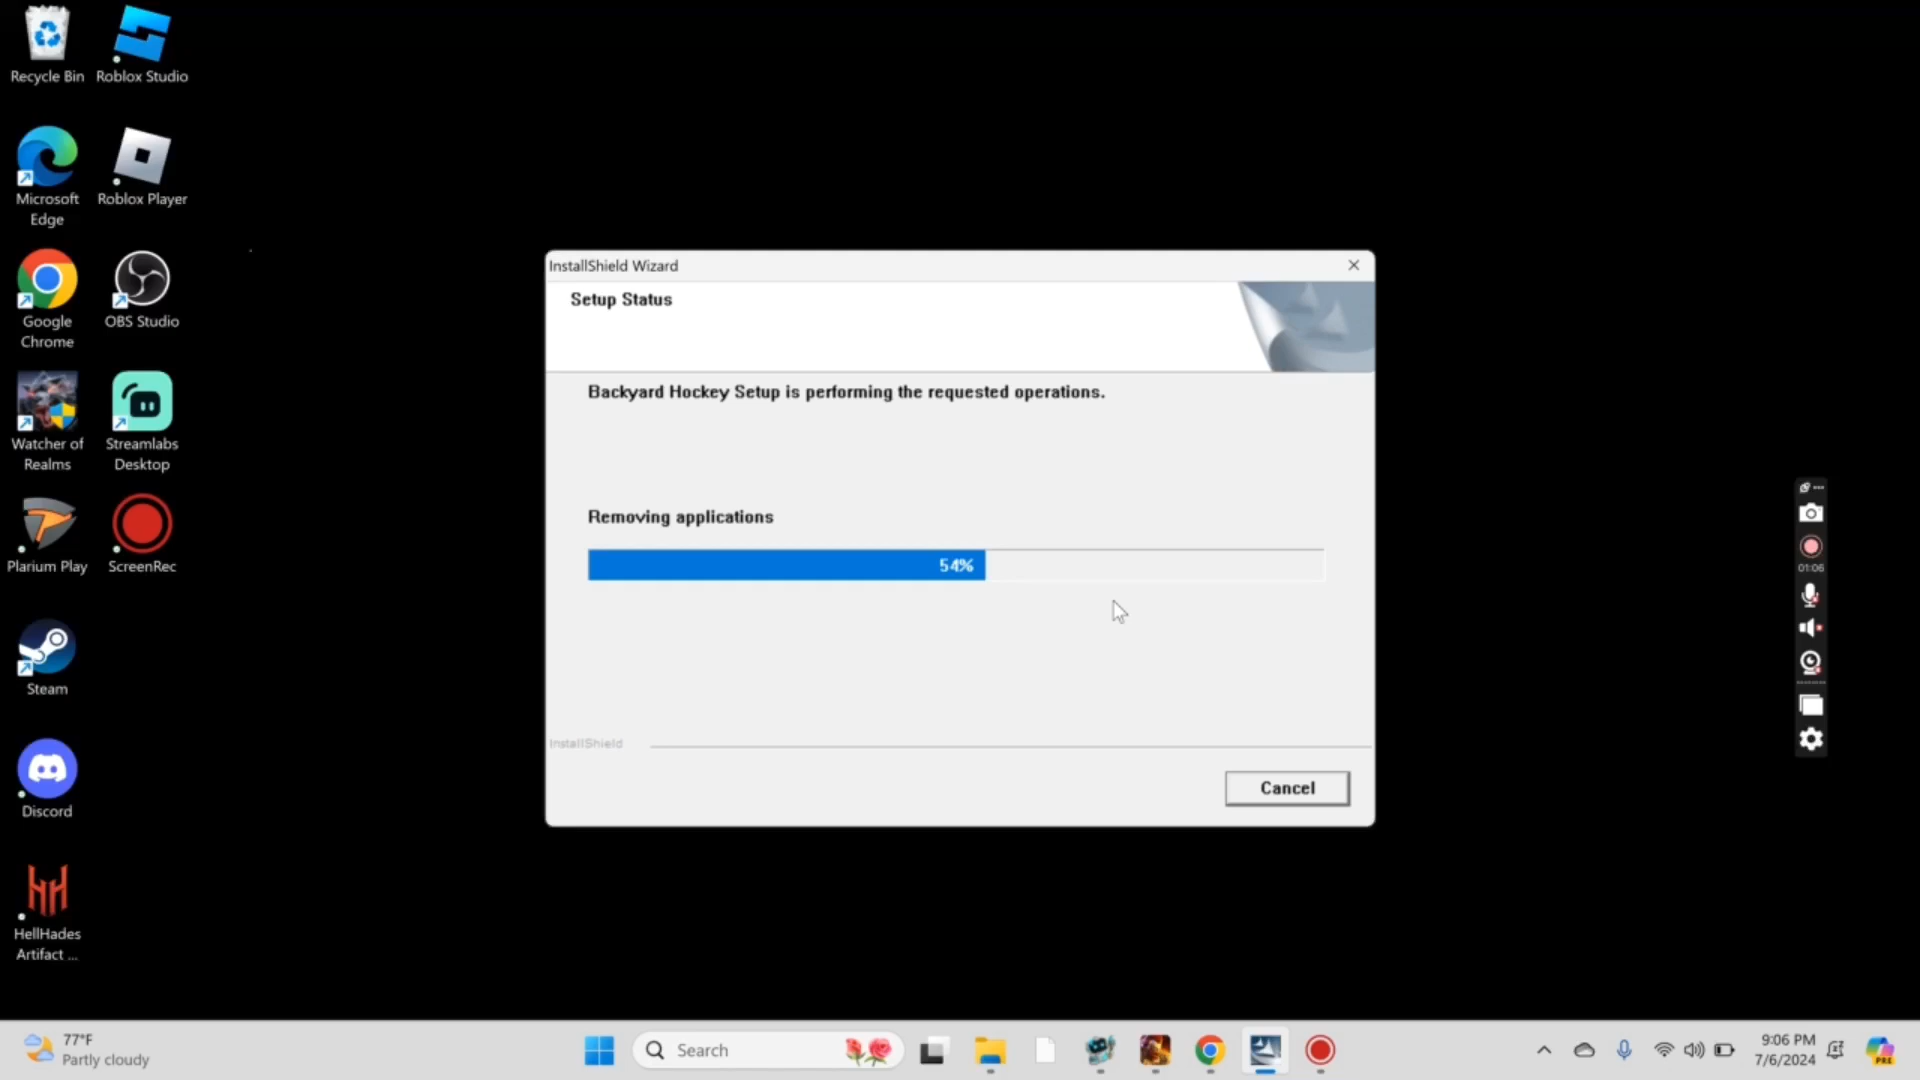 Recycle Bin
Roblox Studio
Microsoft
Edge
Roblox Player
Google
Chrome
OBS Studio
Watcher of
Realms
Streamlabs
Desktop
Plarium Play
ScreenRec
Steam
Discord
HellHades
Artifact ...
InstallShield Wizard
Setup Status
Backyard Hockey Setup is performing the requested operations.
Removing applications
54%
InstallShield
Cancel
01:06
77°F
Partly cloudy
Search
9:06 PM
7/6/2024
PRE